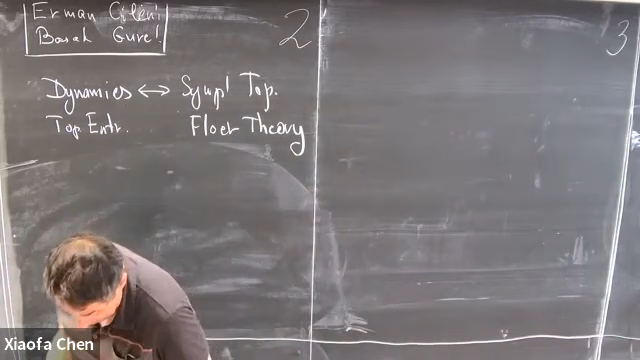 Erman Çineli
Başak Gürel
2
3
Dynamics ↔ Sympl Top.
Top. Entr. Floer Theory
Xiaofa Chen